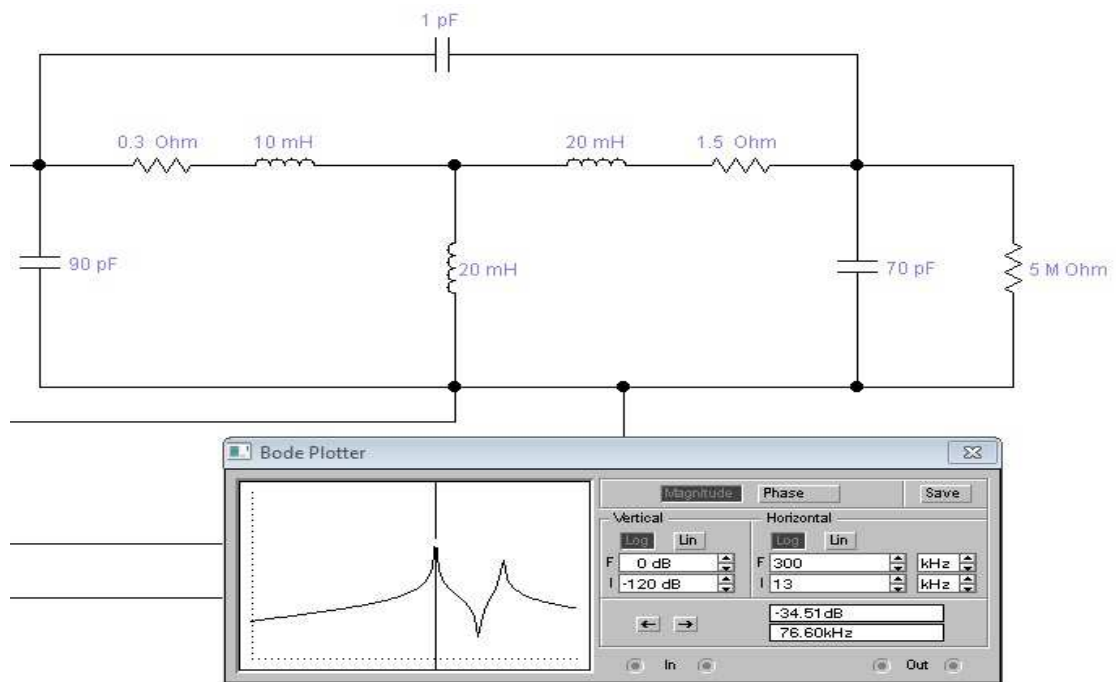 1 pF
0.3 Ohm 10 mH 20 mH 1.5 Ohm
90 pF 20 mH 70 pF 5 M Ohm
Bode Plotter
Magnitude Phase Save
Vertical Horizontal
Log Lin Log Lin
F 0 dB F 300 kHz
I -120 dB I 13 kHz
-34.51dB
76.60kHz
In Out